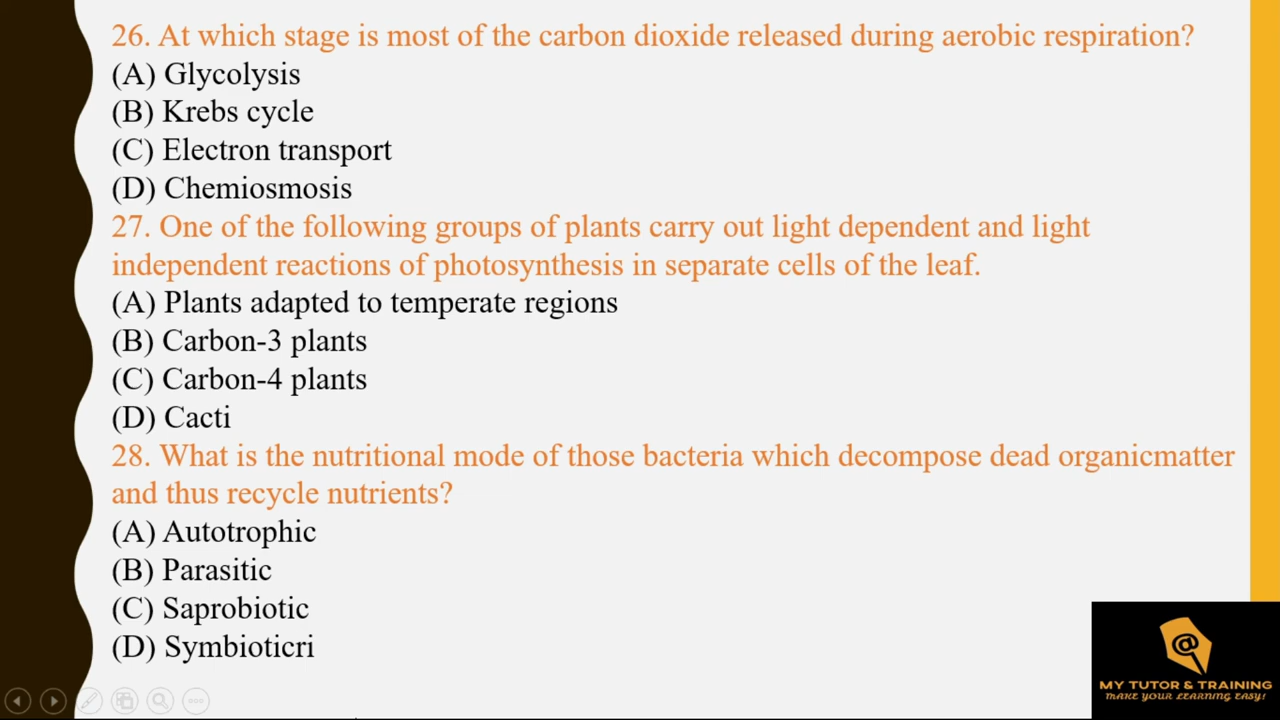 26. At which stage is most of the carbon dioxide released during aerobic respiration?
(A) Glycolysis
(B) Krebs cycle
(C) Electron transport
(D) Chemiosmosis
27. One of the following groups of plants carry out light dependent and light
independent reactions of photosynthesis in separate cells of the leaf.
(A) Plants adapted to temperate regions
(B) Carbon-3 plants
(C) Carbon-4 plants
(D) Cacti
28. What is the nutritional mode of those bacteria which decompose dead organicmatter
and thus recycle nutrients?
(A) Autotrophic
(B) Parasitic
(C) Saprobiotic
(D) Symbioticri
@
MY TUTOR & TRAINING
MAKE YOUR LEARNING EASY!